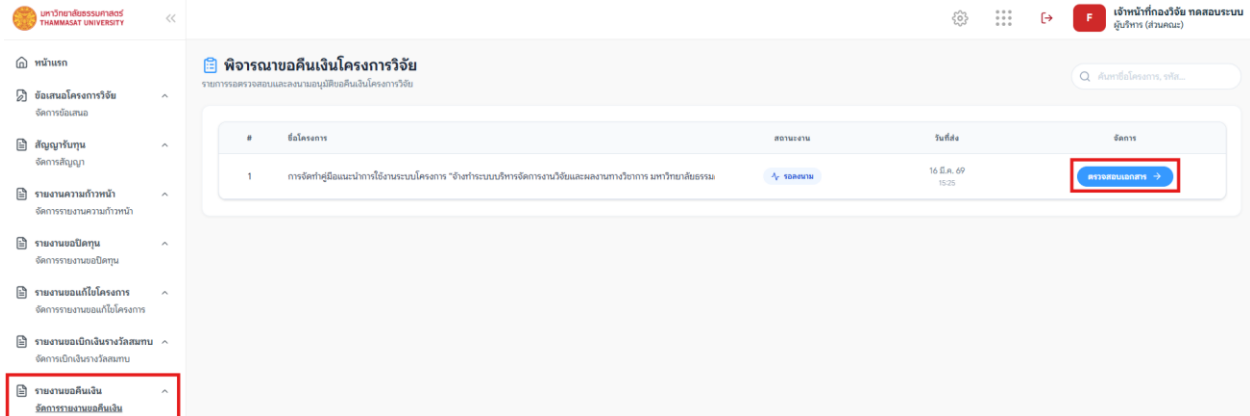 มหาวิทยาลัยธรรมศาสตร์
THAMMASAT UNIVERSITY
F
เจ้าหน้าที่กองวิจัย ทดสอบระบบ
ผู้บริหาร (ส่วนคณะ)
หน้าแรก
ข้อเสนอโครงการวิจัย
จัดการข้อเสนอ
สัญญารับทุน
จัดการสัญญา
รายงานความก้าวหน้า
จัดการรายงานความก้าวหน้า
รายงานขอปิดทุน
จัดการรายงานขอปิดทุน
รายงานขอแก้ไขโครงการ
จัดการรายงานขอแก้ไขโครงการ
รายงานขอเบิกเงินรางวัลสมทบ
จัดการเบิกเงินรางวัลสมทบ
รายงานขอคืนเงิน
จัดการรายงานขอคืนเงิน
พิจารณาขอคืนเงินโครงการวิจัย
รายการรอตรวจสอบและลงนามอนุมัติขอคืนเงินโครงการวิจัย
ค้นหาชื่อโครงการ, รหัส...
# ชื่อโครงการ สถานะงาน วันที่ส่ง จัดการ
1 การจัดทำคู่มือแนะนำการใช้งานระบบโครงการ "จ้างทำระบบบริหารจัดการงานวิจัยและผลงานทางวิชาการ มหาวิทยาลัยธรรม รอลงนาม 16 มี.ค. 69 ตรวจสอบเอกสาร
15:25